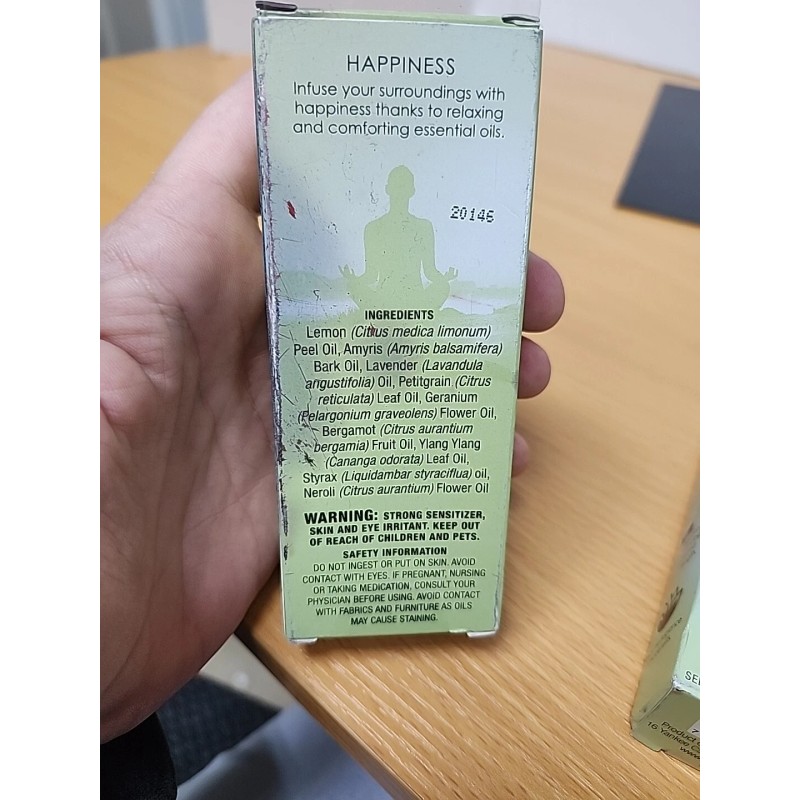 HAPPINESS
Infuse your surroundings with
happiness thanks to relaxing
and comforting essential oils.
20146
INGREDIENTS
Lemon (Citrus medica limonum)
Peel Oil, Amyris (Amyris balsamifera)
Bark Oil, Lavender (Lavandula
angustifolia) Oil, Petitgrain (Citrus
reticulata) Leaf Oil, Geranium
(Pelargonium graveolens) Flower Oil,
Bergamot (Citrus aurantium
bergamia) Fruit Oil, Ylang Ylang
(Cananga odorata) Leaf Oil,
Styrax (Liquidambar styraciflua) oil,
Neroli (Citrus aurantium) Flower Oil
WARNING: STRONG SENSITIZER,
SKIN AND EYE IRRITANT. KEEP OUT
OF REACH OF CHILDREN AND PETS.
SAFETY INFORMATION
DO NOT INGEST OR PUT ON SKIN. AVOID
CONTACT WITH EYES. IF PREGNANT, NURSING
OR TAKING MEDICATION, CONSULT YOUR
PHYSICIAN BEFORE USING. AVOID CONTACT
WITH FABRICS AND FURNITURE AS OILS
MAY CAUSE STAINING.
Product
16 Yankee
www.